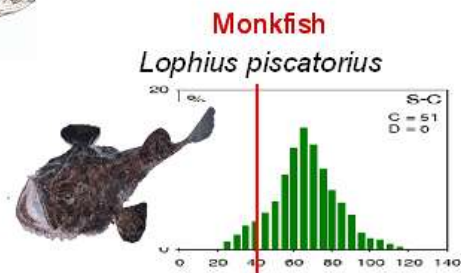 Monkfish
Lophius piscatorius
20 %
S-C
C = 51
D = 0
0
0 20 40 60 80 100 120 140